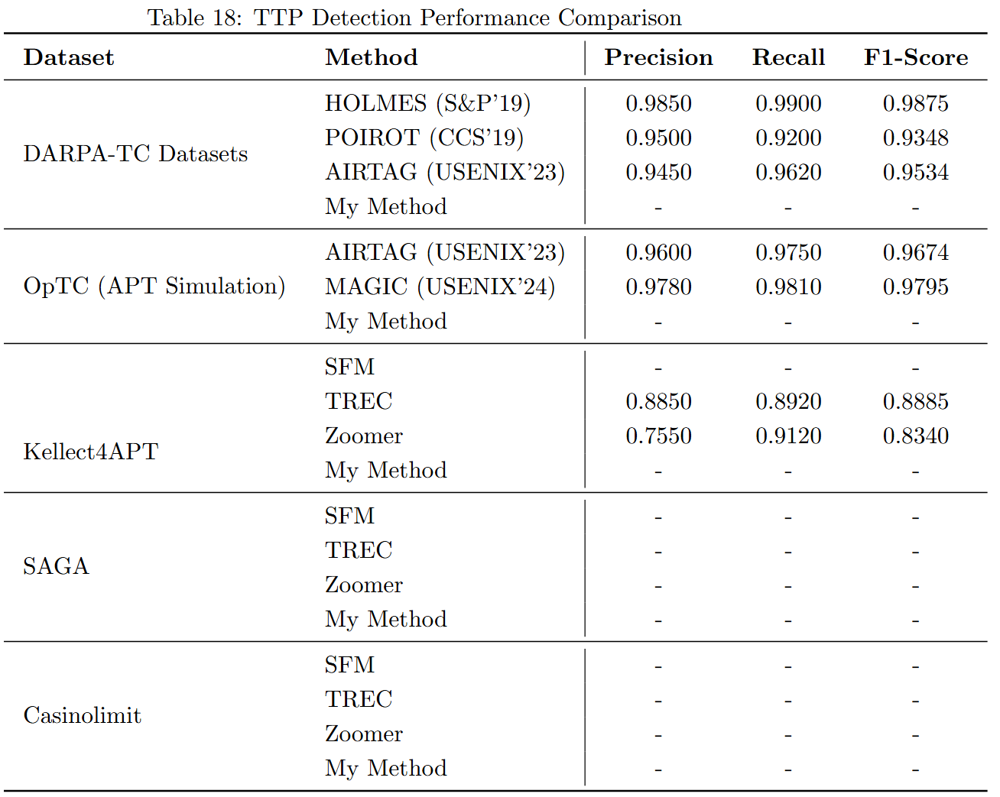 Table 18: TTP Detection Performance Comparison
Dataset Method Precision Recall F1-Score
HOLMES (S&P'19) 0.9850 0.9900 0.9875
POIROT (CCS'19) 0.9500 0.9200 0.9348
DARPA-TC Datasets
AIRTAG (USENIX'23) 0.9450 0.9620 0.9534
My Method - - -
AIRTAG (USENIX'23) 0.9600 0.9750 0.9674
OpTC (APT Simulation) MAGIC (USENIX'24) 0.9780 0.9810 0.9795
My Method - - -
SFM - - -
TREC 0.8850 0.8920 0.8885
Zoomer 0.7550 0.9120 0.8340
Kellect4APT
My Method - - -
SFM - - -
TREC - - -
SAGA
Zoomer - - -
My Method - - -
SFM - - -
TREC - - -
Casinolimit
Zoomer - - -
My Method - - -